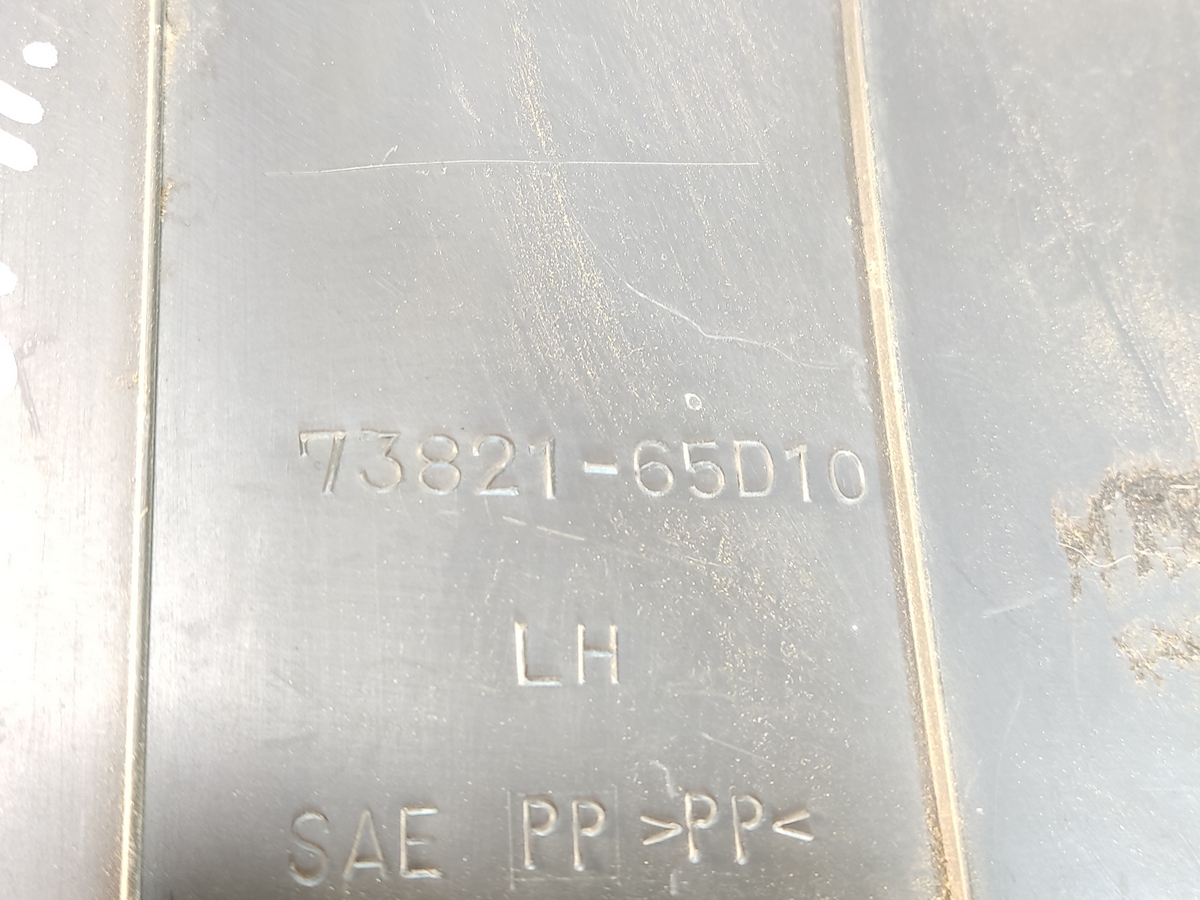 73821-65D10
LH
SAE PP >PP<